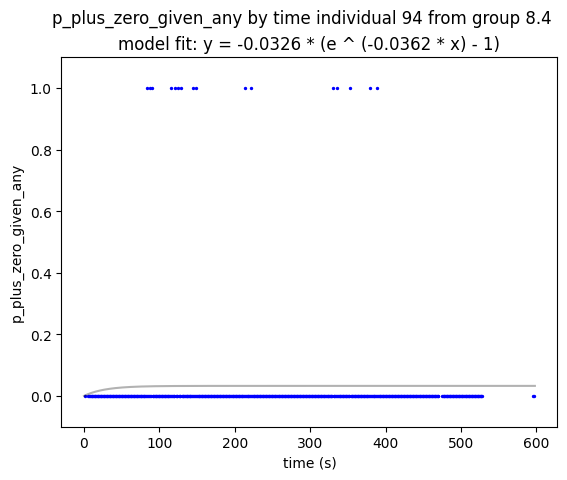 p_plus_zero_given_any by time individual 94 from group 8.4
model fit: y = -0.0326 * (e ^ (-0.0362 * x) - 1)
1.0
0.8
0.6
0.4
0.2
0.0
p_plus_zero_given_any
0 100 200 300 400 500 600
time (s)